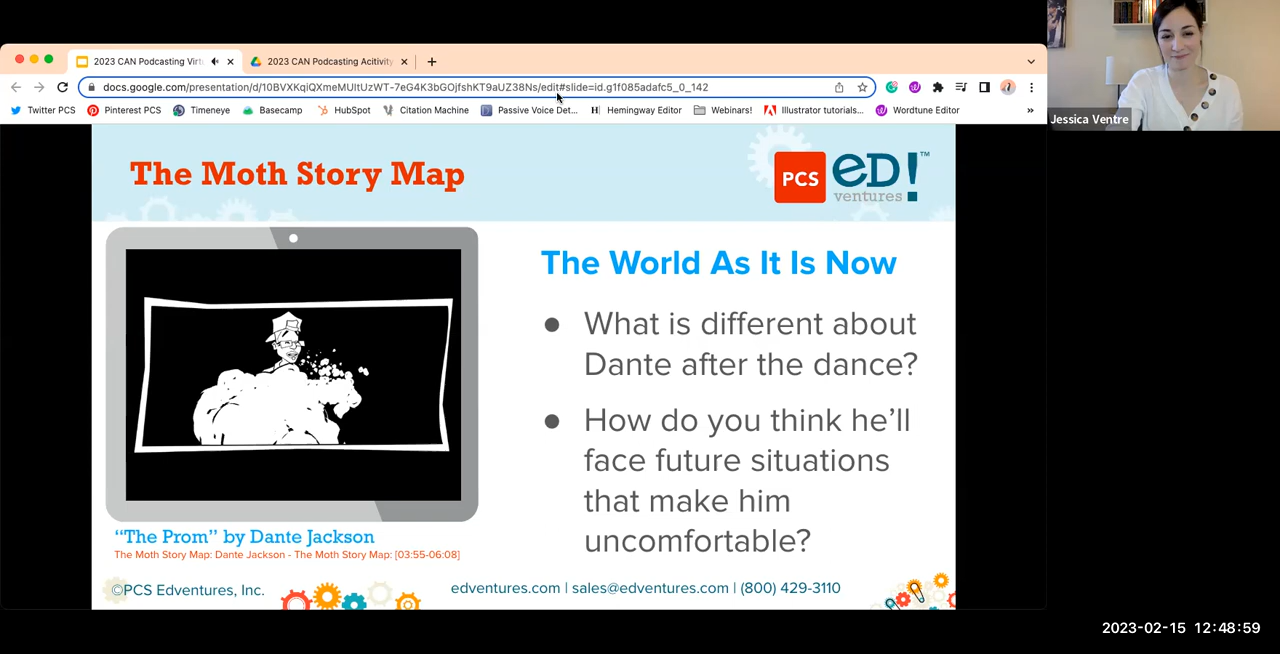 2023 CAN Podcasting Virtu
2023 CAN Podcasting Acitivity
docs.google.com/presentation/d/10BVXKqiQXmeMUltUzWT-7eG4K3bGOjfshKT9aUZ38Ns/edit#slide=id.g1f085adafc5_0_142
Twitter PCS Pinterest PCS Timeneye Basecamp HubSpot Citation Machine Passive Voice Det... Hemingway Editor Webinars! Illustrator tutorials... Wordtune Editor »
Jessica Ventre
The Moth Story Map
PCS
eD!™
ventures
The World As It Is Now
● What is different about
Dante after the dance?
● How do you think he'll
face future situations
that make him
uncomfortable?
“The Prom” by Dante Jackson
The Moth Story Map: Dante Jackson - The Moth Story Map: [03:55-06:08]
©PCS Edventures, Inc.
edventures.com | sales@edventures.com | (800) 429-3110
2023-02-15 12:48:59